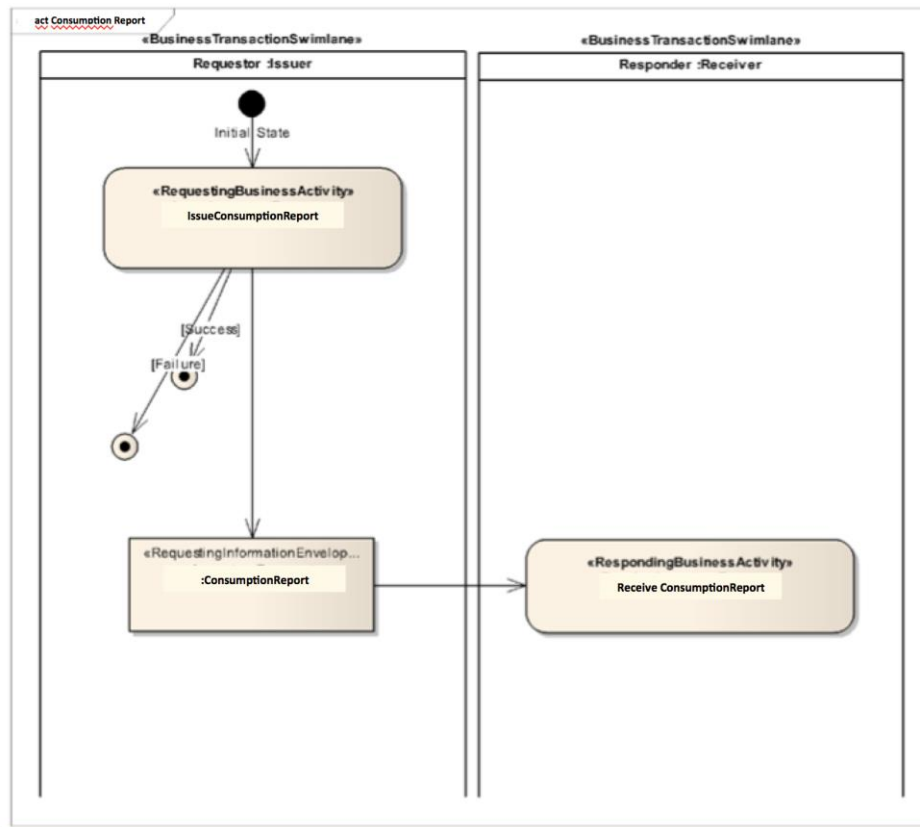 act Consumption Report
«BusinessTransactionSwimlane»
«BusinessTransactionSwimlane»
Requestor :Issuer
Responder :Receiver
Initial State
«RequestingBusinessActivity»
IssueConsumptionReport
[Success]
[Failure]
«RequestingInformationEnvelop...
:ConsumptionReport
«RespondingBusinessActivity»
Receive ConsumptionReport